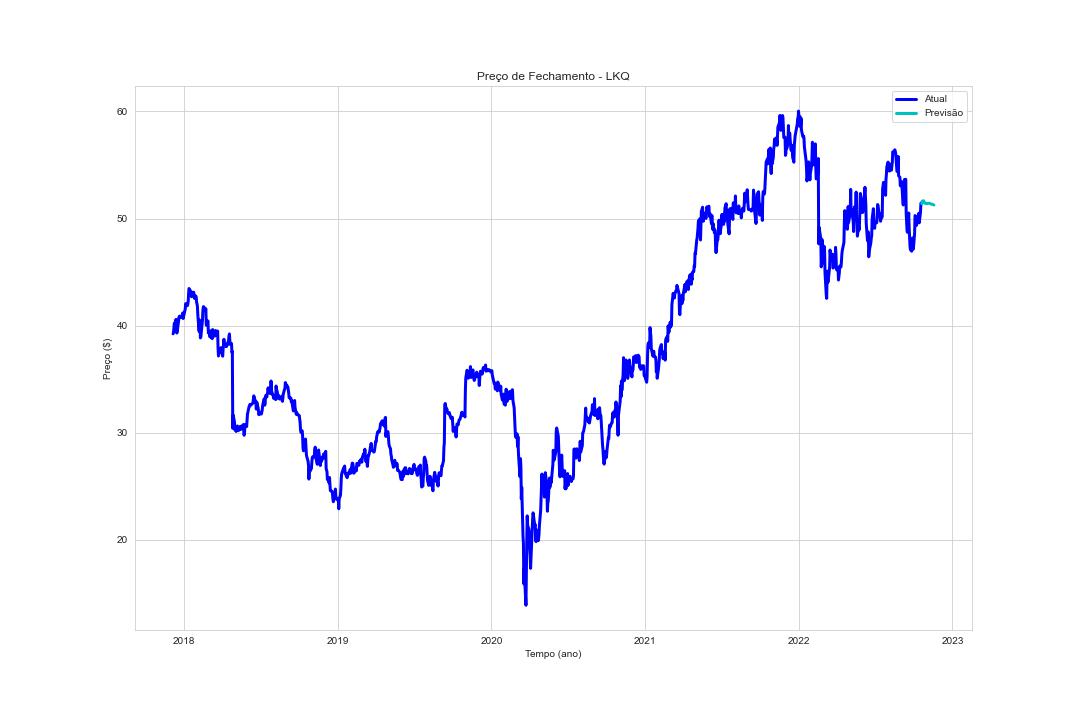 Preço de Fechamento - LKQ
Atual
Previsão
60
50
40
30
20
Preço ($)
2018 2019 2020 2021 2022 2023
Tempo (ano)